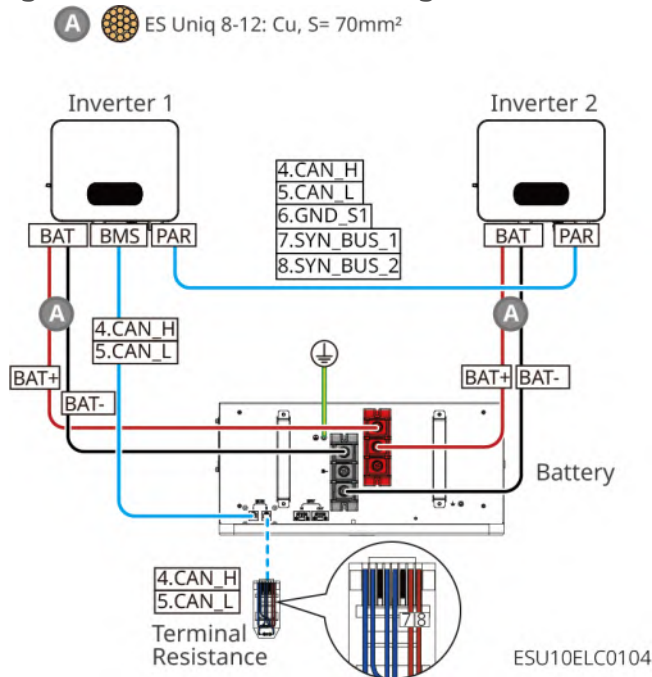 A ES Uniq 8-12: Cu, S= 70mm²
Inverter 1
Inverter 2
4.CAN_H
5.CAN_L
6.GND_S1
7.SYN_BUS_1
8.SYN_BUS_2
BAT BMS PAR
BAT PAR
A
A
4.CAN_H
5.CAN_L
BAT+
BAT-
BAT+ BAT-
Battery
4.CAN_H
5.CAN_L
7 8
Terminal
Resistance
ESU10ELC0104